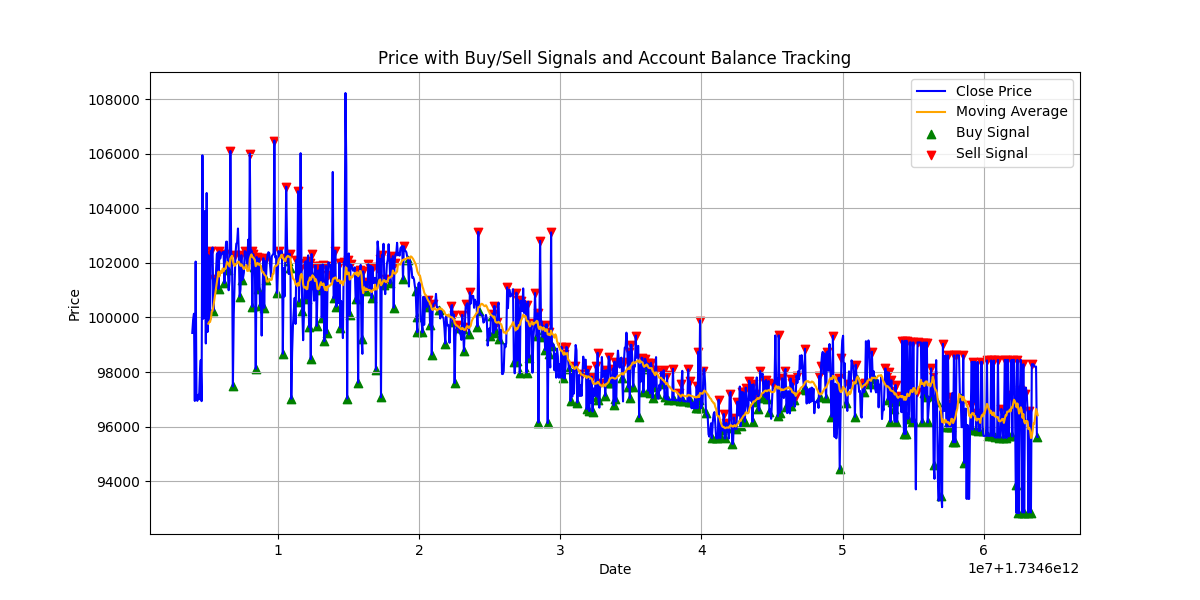 Price with Buy/Sell Signals and Account Balance Tracking
Close Price
Moving Average
Buy Signal
Sell Signal
108000
106000
104000
102000
100000
98000
96000
94000
Price
1 2 3 4 5 6
Date
1e7+1.7346e12